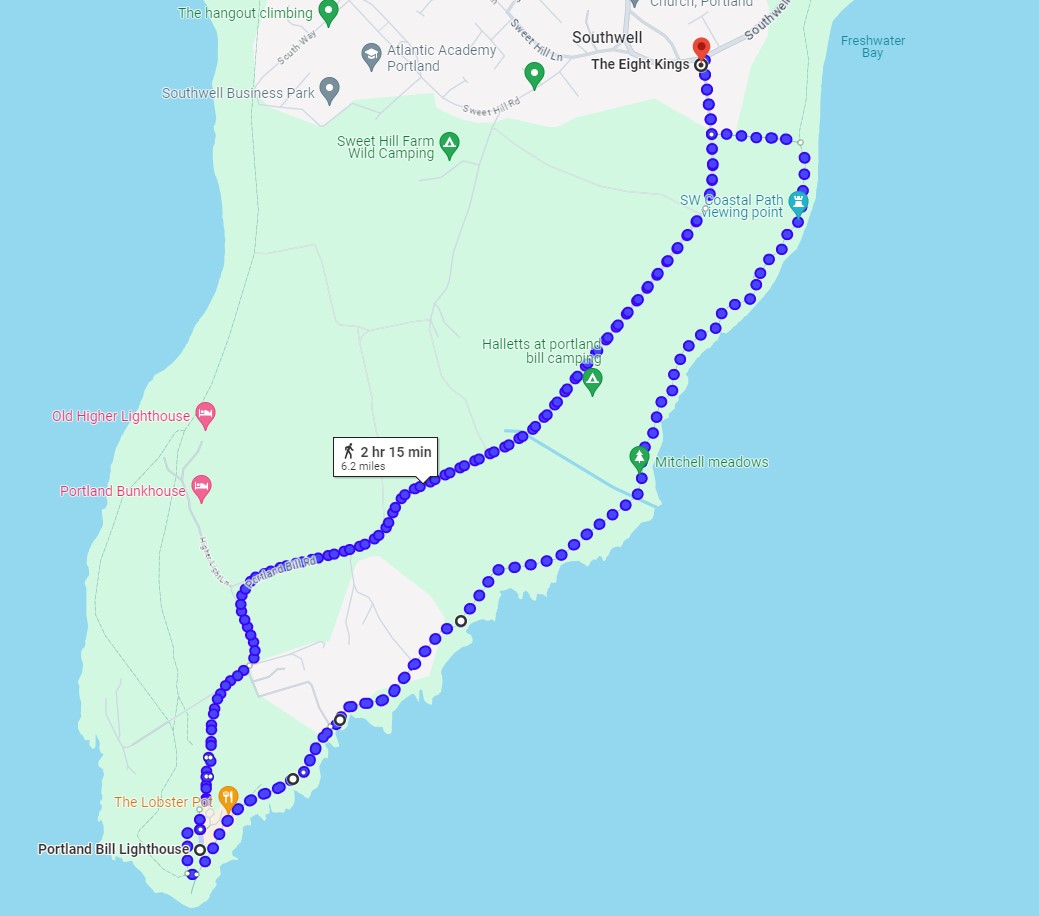 Church, Portland
The hangout climbing
Southwell
Sweet Hill Ln
Southwell
South Way
Atlantic Academy
Portland
The Eight Kings
Freshwater
Bay
Southwell Business Park
Sweet Hill Rd
Sweet Hill Farm
Wild Camping
SW Coastal Path
viewing point
Halletts at portland
bill camping
Old Higher Lighthouse
2 hr 15 min
6.2 miles
Mitchell meadows
Portland Bunkhouse
Portland Bill Rd
The Lobster Pot
Portland Bill Lighthouse